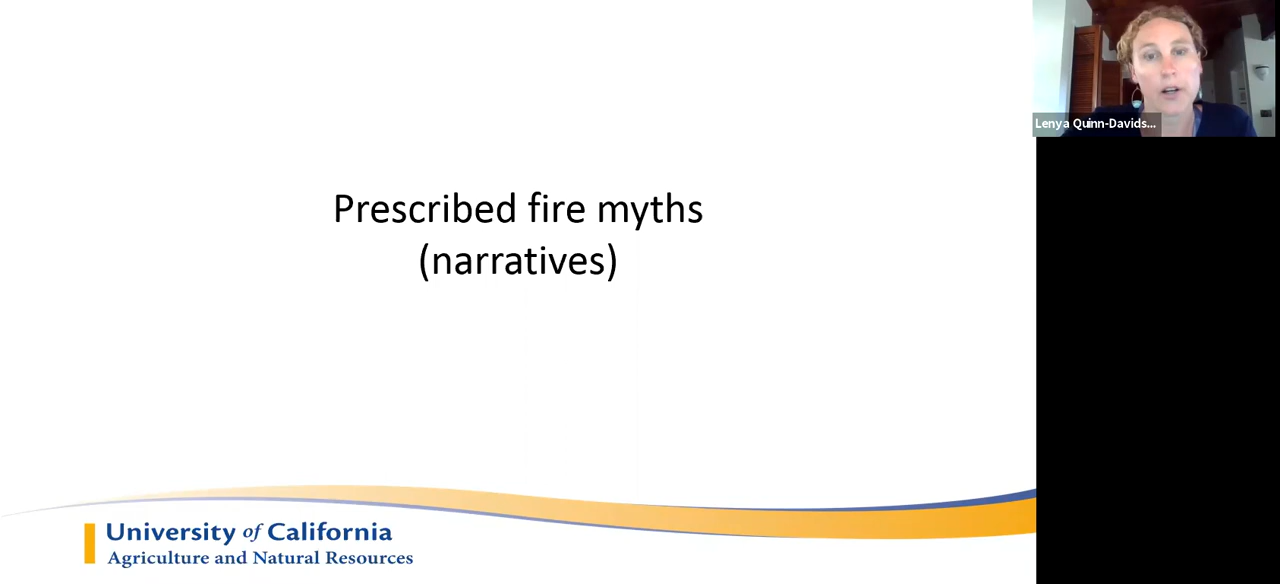 Prescribed fire myths
(narratives)
Lenya Quinn-Davids...
University of California
Agriculture and Natural Resources